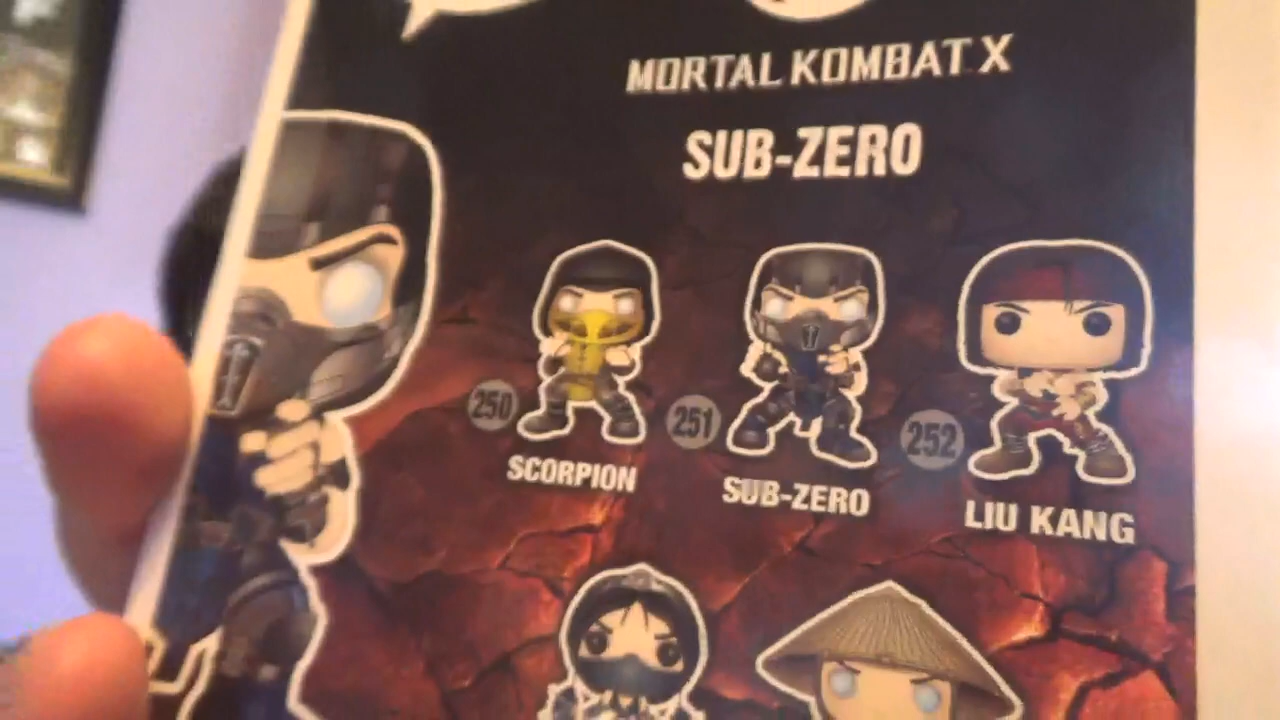 MORTAL KOMBAT X
SUB-ZERO
250
SCORPION
251
SUB-ZERO
252
LIU KANG